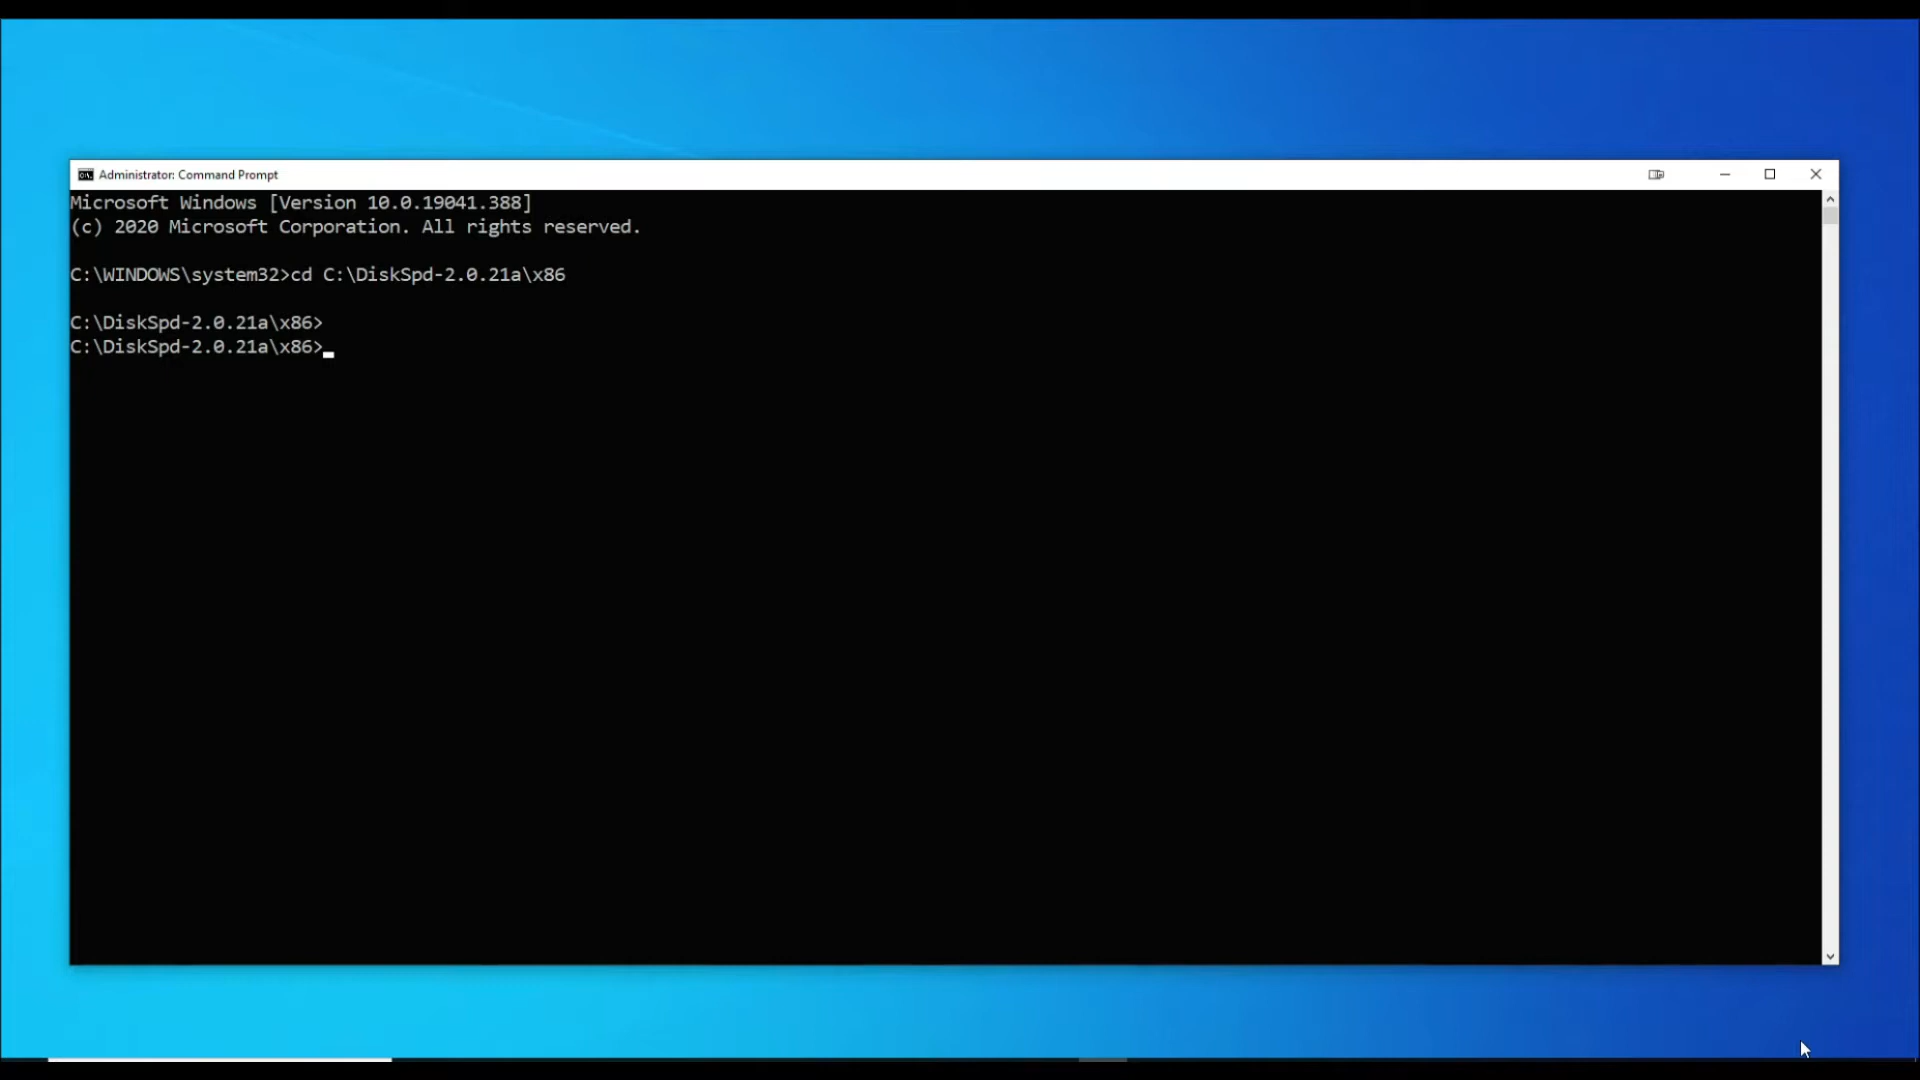 Administrator: Command Prompt
Microsoft Windows [Version 10.0.19041.388]
(c) 2020 Microsoft Corporation. All rights reserved.
C:\WINDOWS\system32>cd C:\DiskSpd-2.0.21a\x86
C:\DiskSpd-2.0.21a\x86>
C:\DiskSpd-2.0.21a\x86>